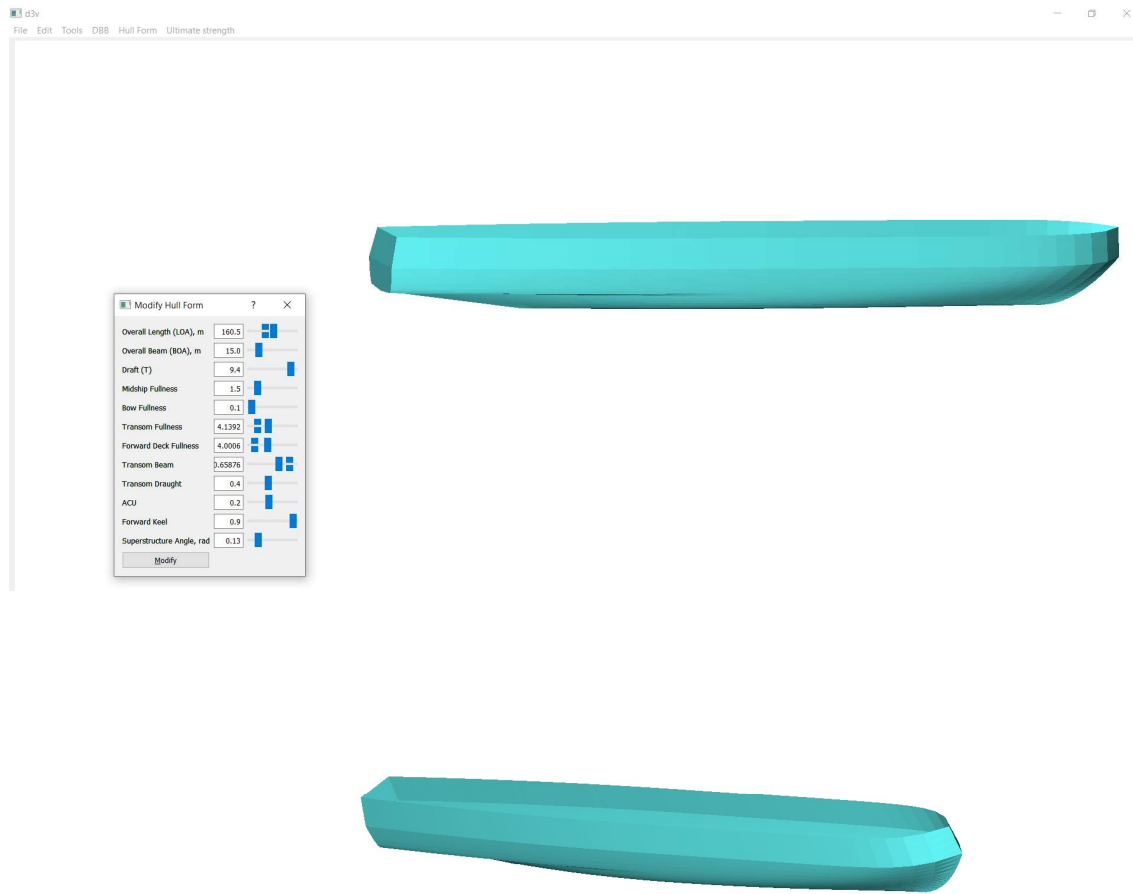 d3v
File Edit Tools DBB Hull Form Ultimate strength
Modify Hull Form ?
Overall Length (LOA), m 160.5
Overall Beam (BOA), m 15.0
Draft (T) 9.4
Midship Fullness 1.5
Bow Fullness 0.1
Transom Fullness 4.1392
Forward Deck Fullness 4.0006
Transom Beam 0.65876
Transom Draught 0.4
ACU 0.2
Forward Keel 0.9
Superstructure Angle, rad 0.13
Modify